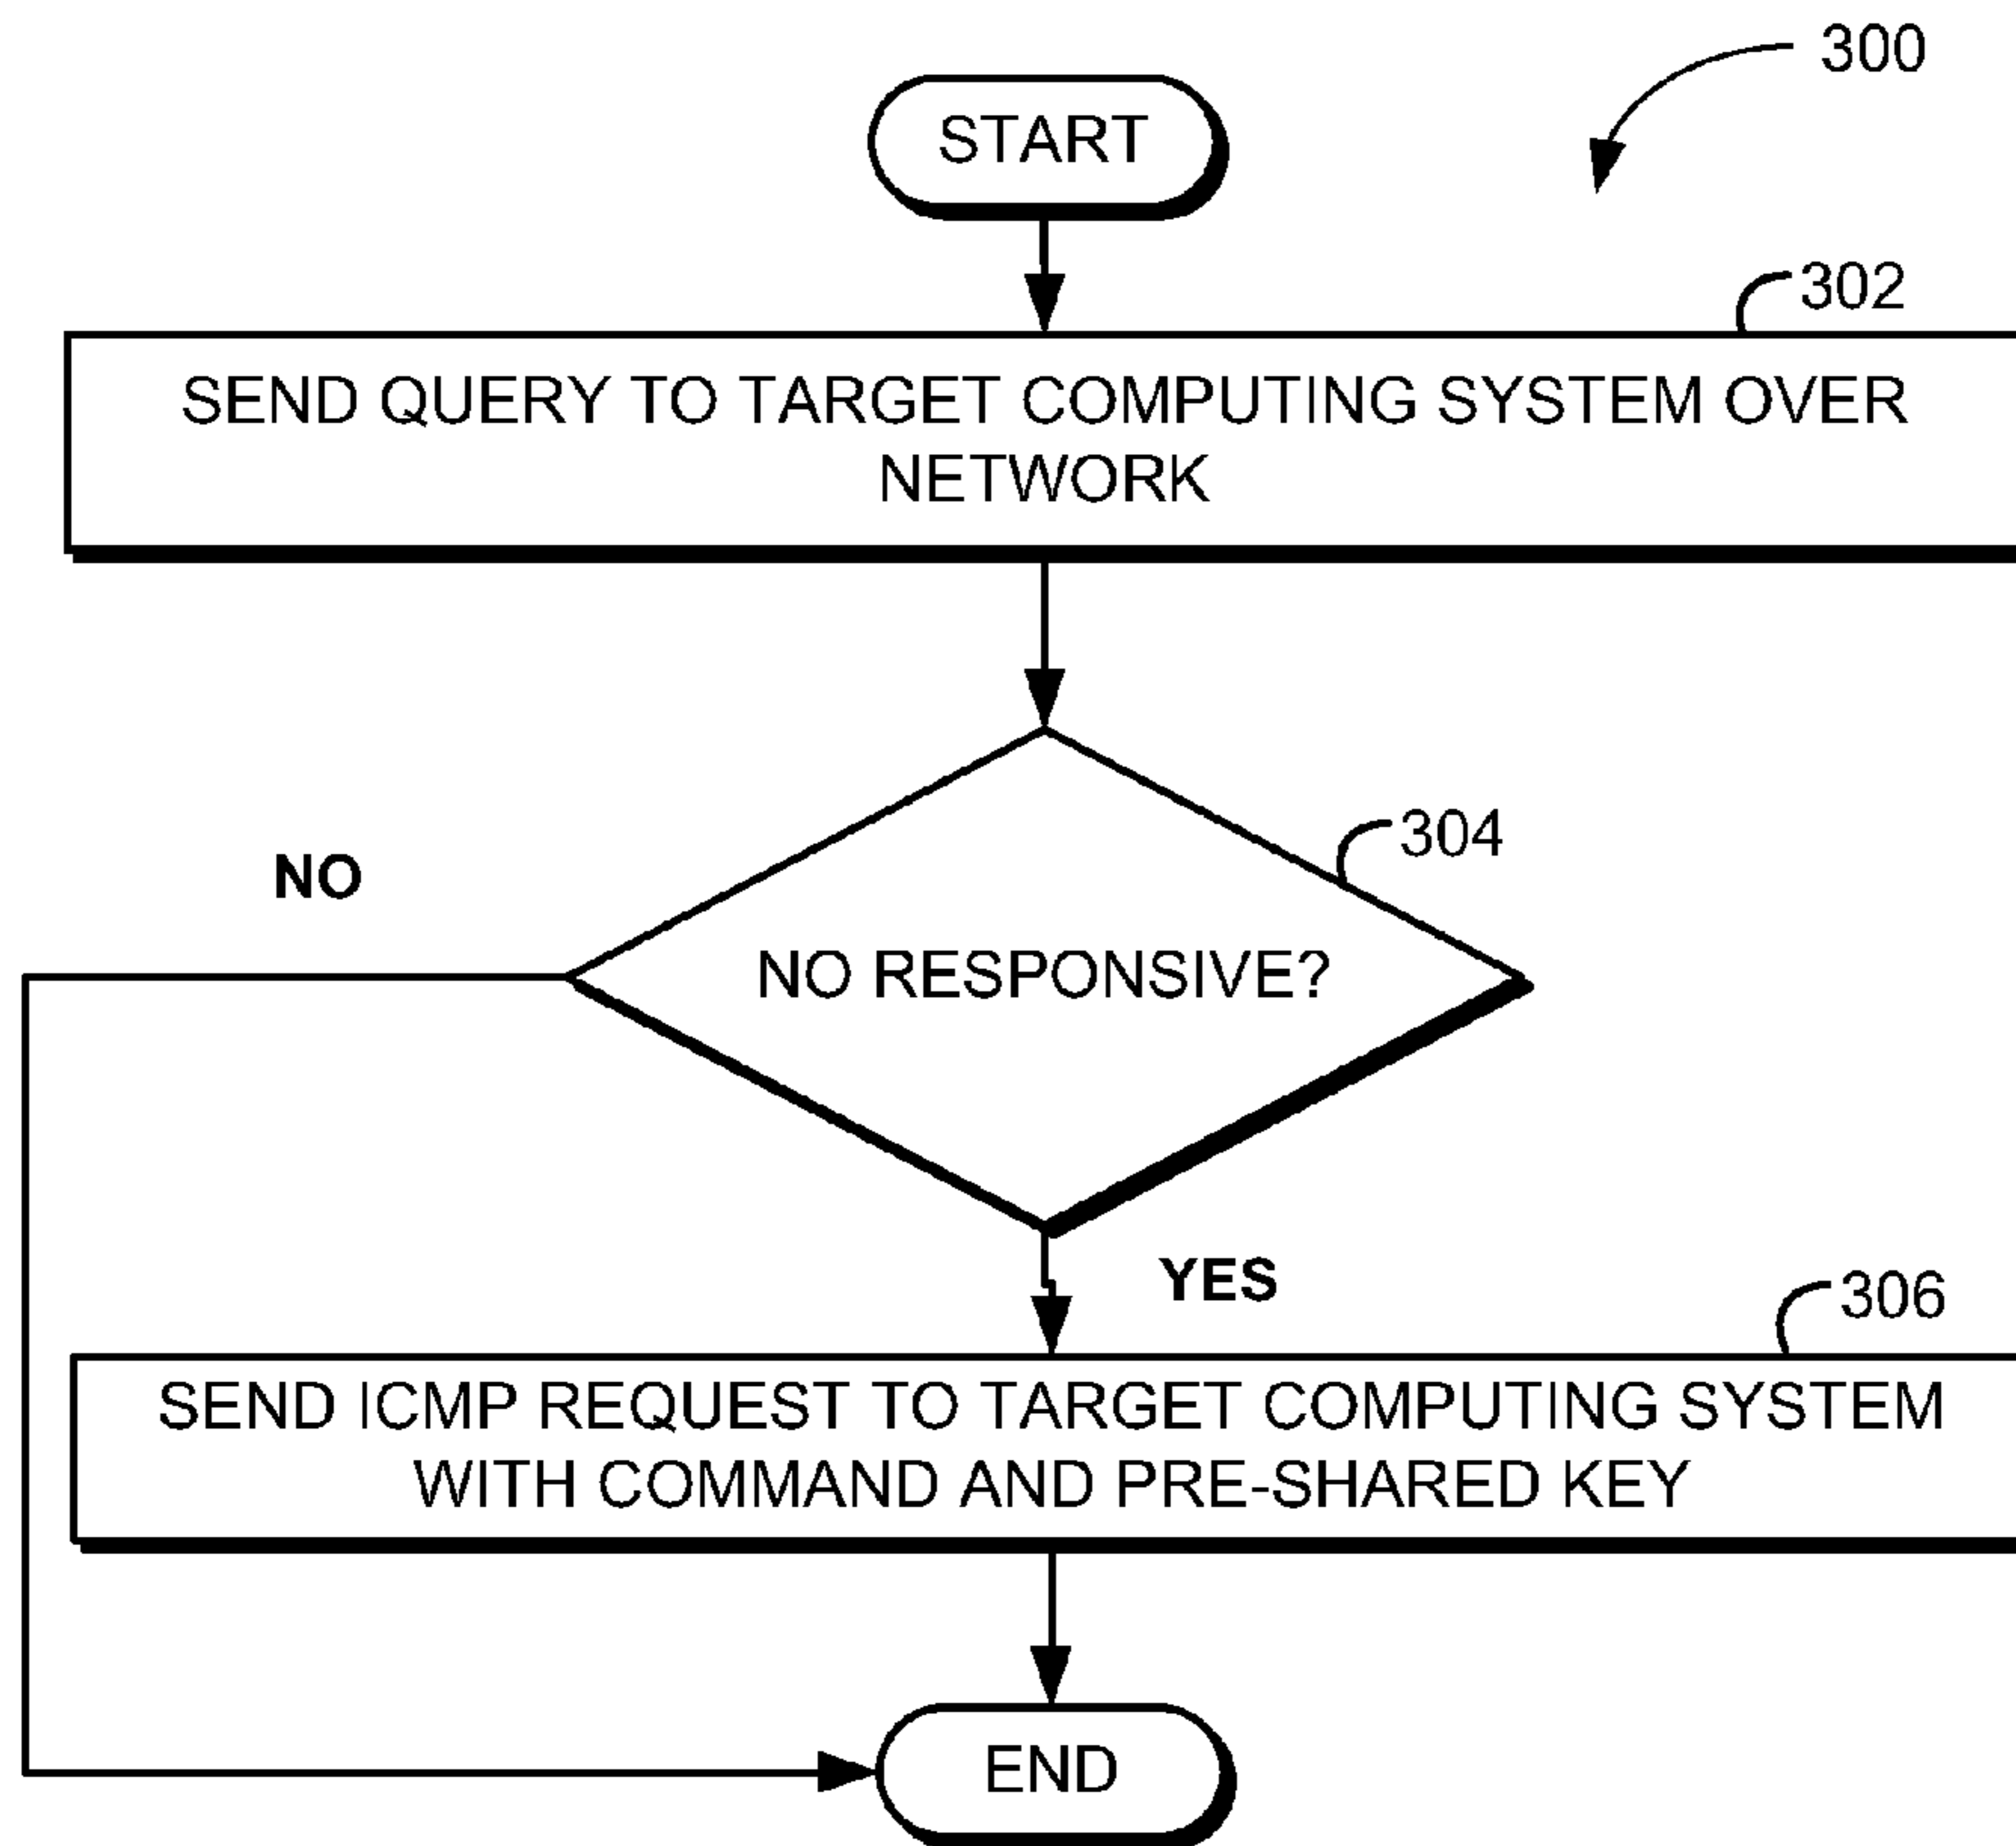 300
START
302
SEND QUERY TO TARGET COMPUTING SYSTEM OVER
NETWORK
304
NO
NO RESPONSIVE?
YES
306
SEND ICMP REQUEST TO TARGET COMPUTING SYSTEM
WITH COMMAND AND PRE-SHARED KEY
END